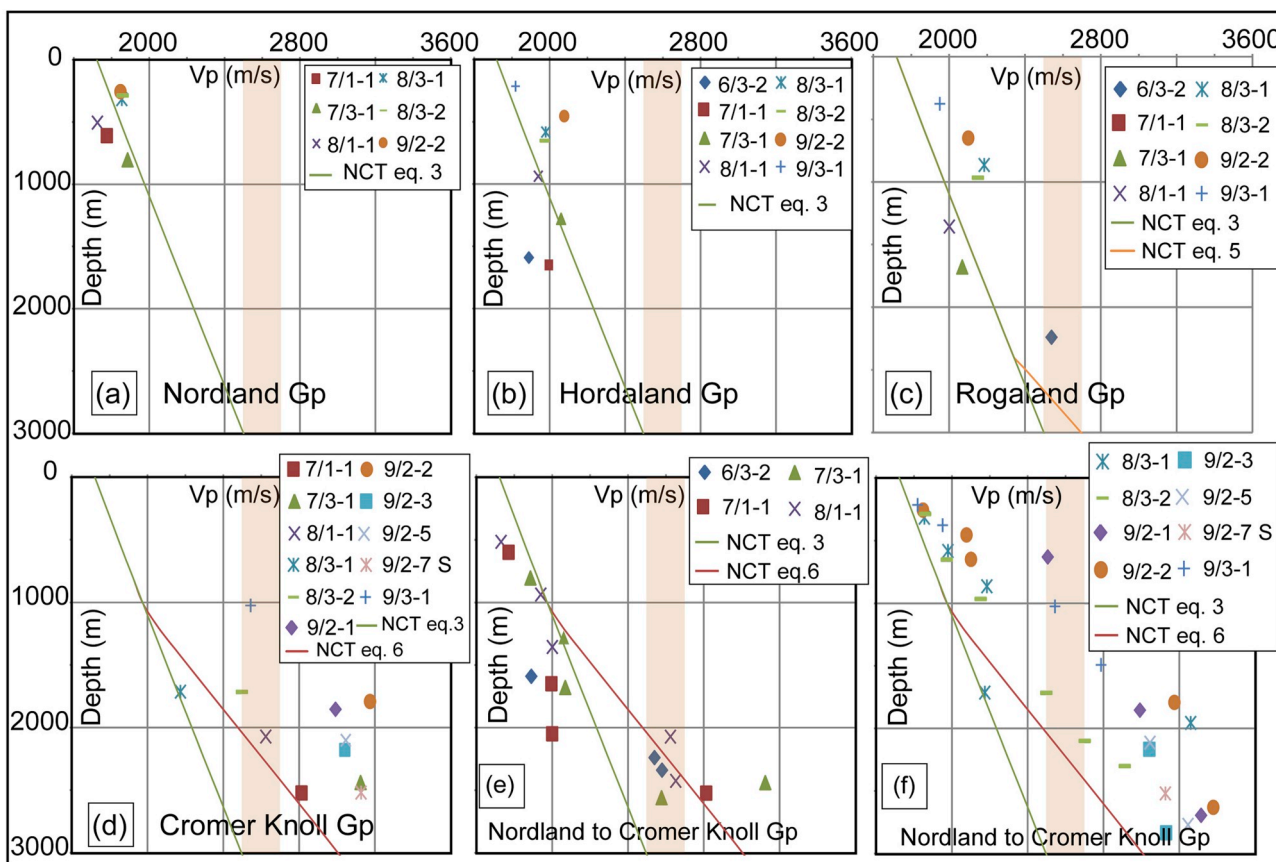 2000 2800 3600 2000 2800 3600 2000 2800 3600
0
1000
2000
3000
Vp (m/s)
Depth (m)
7/1-1 8/3-1
7/3-1 8/3-2
8/1-1 9/2-2
NCT eq. 3
(a) Nordland Gp
Vp (m/s)
Depth (m)
6/3-2 8/3-1
7/1-1 8/3-2
7/3-1 9/2-2
8/1-1 9/3-1
NCT eq. 3
(b) Hordaland Gp
Vp (m/s)
Depth (m)
6/3-2 8/3-1
7/1-1 8/3-2
7/3-1 9/2-2
8/1-1 9/3-1
NCT eq. 3
NCT eq. 5
(c) Rogaland Gp
0
1000
2000
3000
Vp (m/s)
Depth (m)
7/1-1 9/2-2
7/3-1 9/2-3
8/1-1 9/2-5
8/3-1 9/2-7 S
8/3-2 9/3-1
9/2-1 NCT eq.3
NCT eq. 6
(d) Cromer Knoll Gp
Vp (m/s)
Depth (m)
6/3-2 7/3-1
7/1-1 8/1-1
NCT eq. 3
NCT eq.6
(e)
Nordland to Cromer Knoll Gp
Vp (m/s)
Depth (m)
8/3-1 9/2-3
8/3-2 9/2-5
9/2-1 9/2-7 S
9/2-2 9/3-1
NCT eq. 3
NCT eq. 6
(f)
Nordland to Cromer Knoll Gp